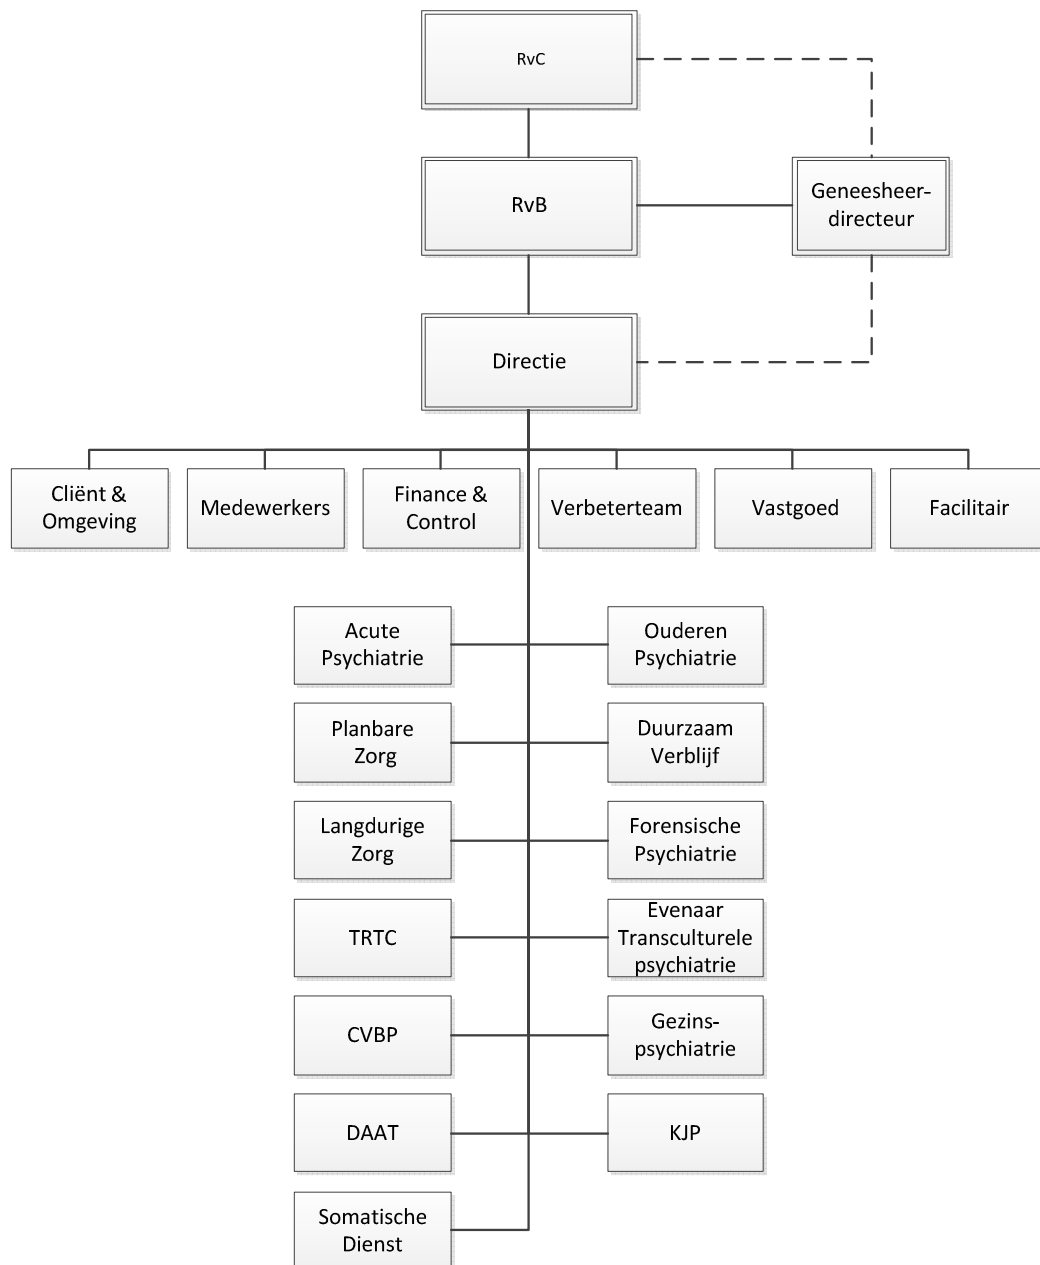 RvC
RvB
Geneesheer-
directeur
Directie
Cliënt &
Omgeving
Medewerkers
Finance &
Control
Verbeterteam
Vastgoed
Facilitair
Acute
Psychiatrie
Ouderen
Psychiatrie
Planbare
Zorg
Duurzaam
Verblijf
Langdurige
Zorg
Forensische
Psychiatrie
TRTC
Evenaar
Transculturele
psychiatrie
CVBP
Gezins-
psychiatrie
DAAT
KJP
Somatische
Dienst